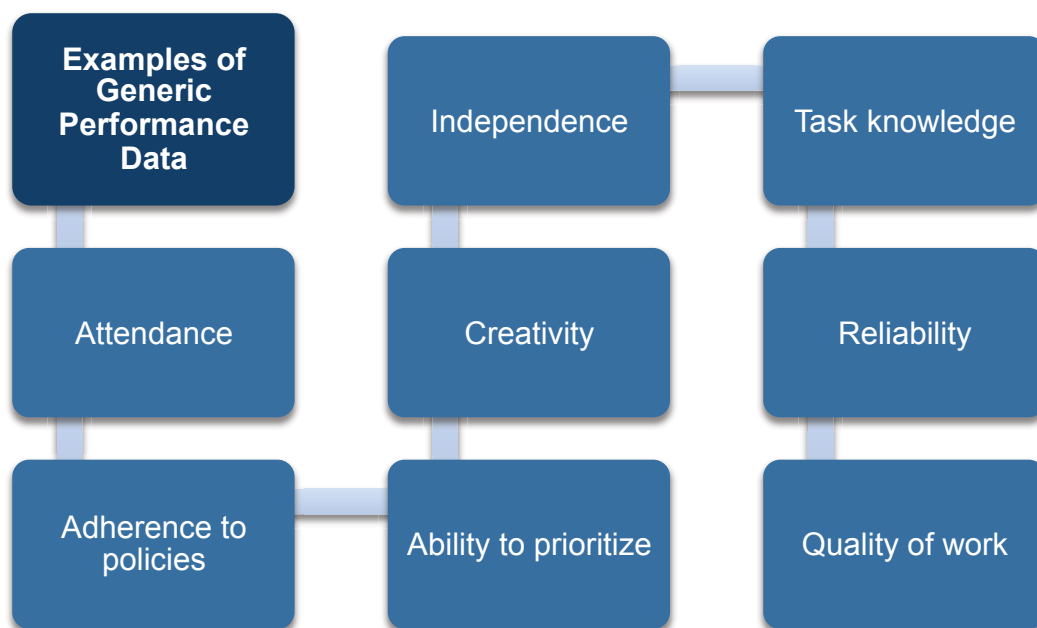 Examples of
Generic
Performance
Data
Attendance
Adherence to
policies
Ability to prioritize
Creativity
Independence
Task knowledge
Reliability
Quality of work